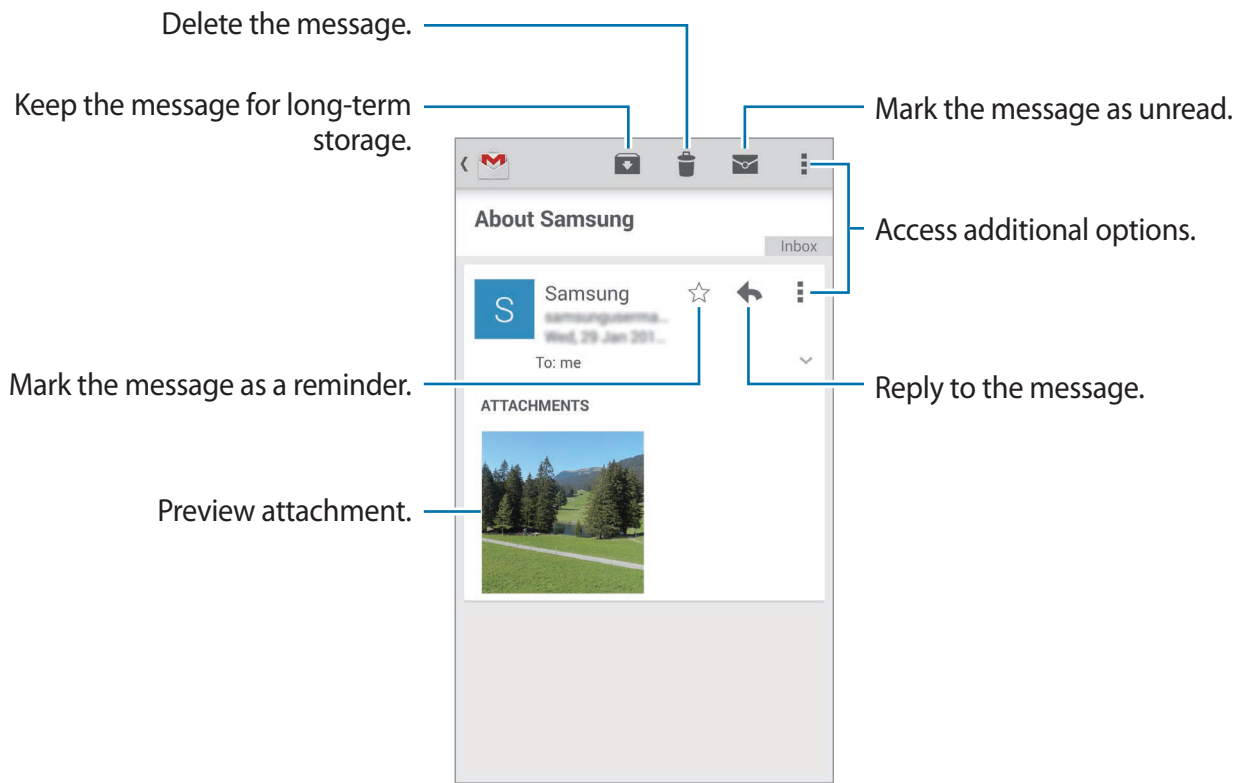 Delete the message.
Keep the message for long-term
storage.
Mark the message as unread.
About Samsung
Inbox
Access additional options.
S
Samsung
To: me
Mark the message as a reminder.
Reply to the message.
ATTACHMENTS
Preview attachment.